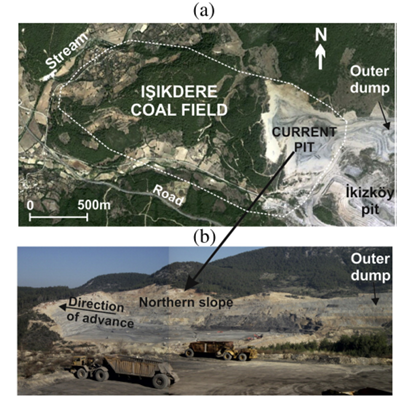 (a)
Stream
N
IŞIKDERE
COAL FIELD
Outer
dump
CURRENT
PIT
İkizköy
pit
Road
0 500m
(b)
Outer
dump
Direction
of advance
Northern slope